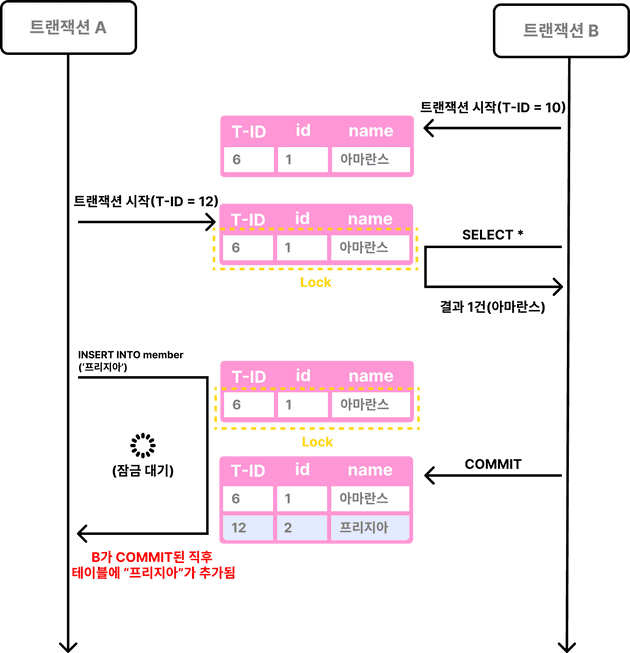 트랜잭션 A
트랜잭션 B
트랜잭션 시작(T-ID = 10)
T-ID id name
6 1 아마란스
트랜잭션 시작(T-ID = 12)
T-ID id name
6 1 아마란스
Lock
SELECT *
결과 1건(아마란스)
INSERT INTO member
('프리지아')
T-ID id name
6 1 아마란스
Lock
(잠금 대기)
COMMIT
T-ID id name
6 1 아마란스
12 2 프리지아
B가 COMMIT된 직후
테이블에 “프리지아”가 추가됨